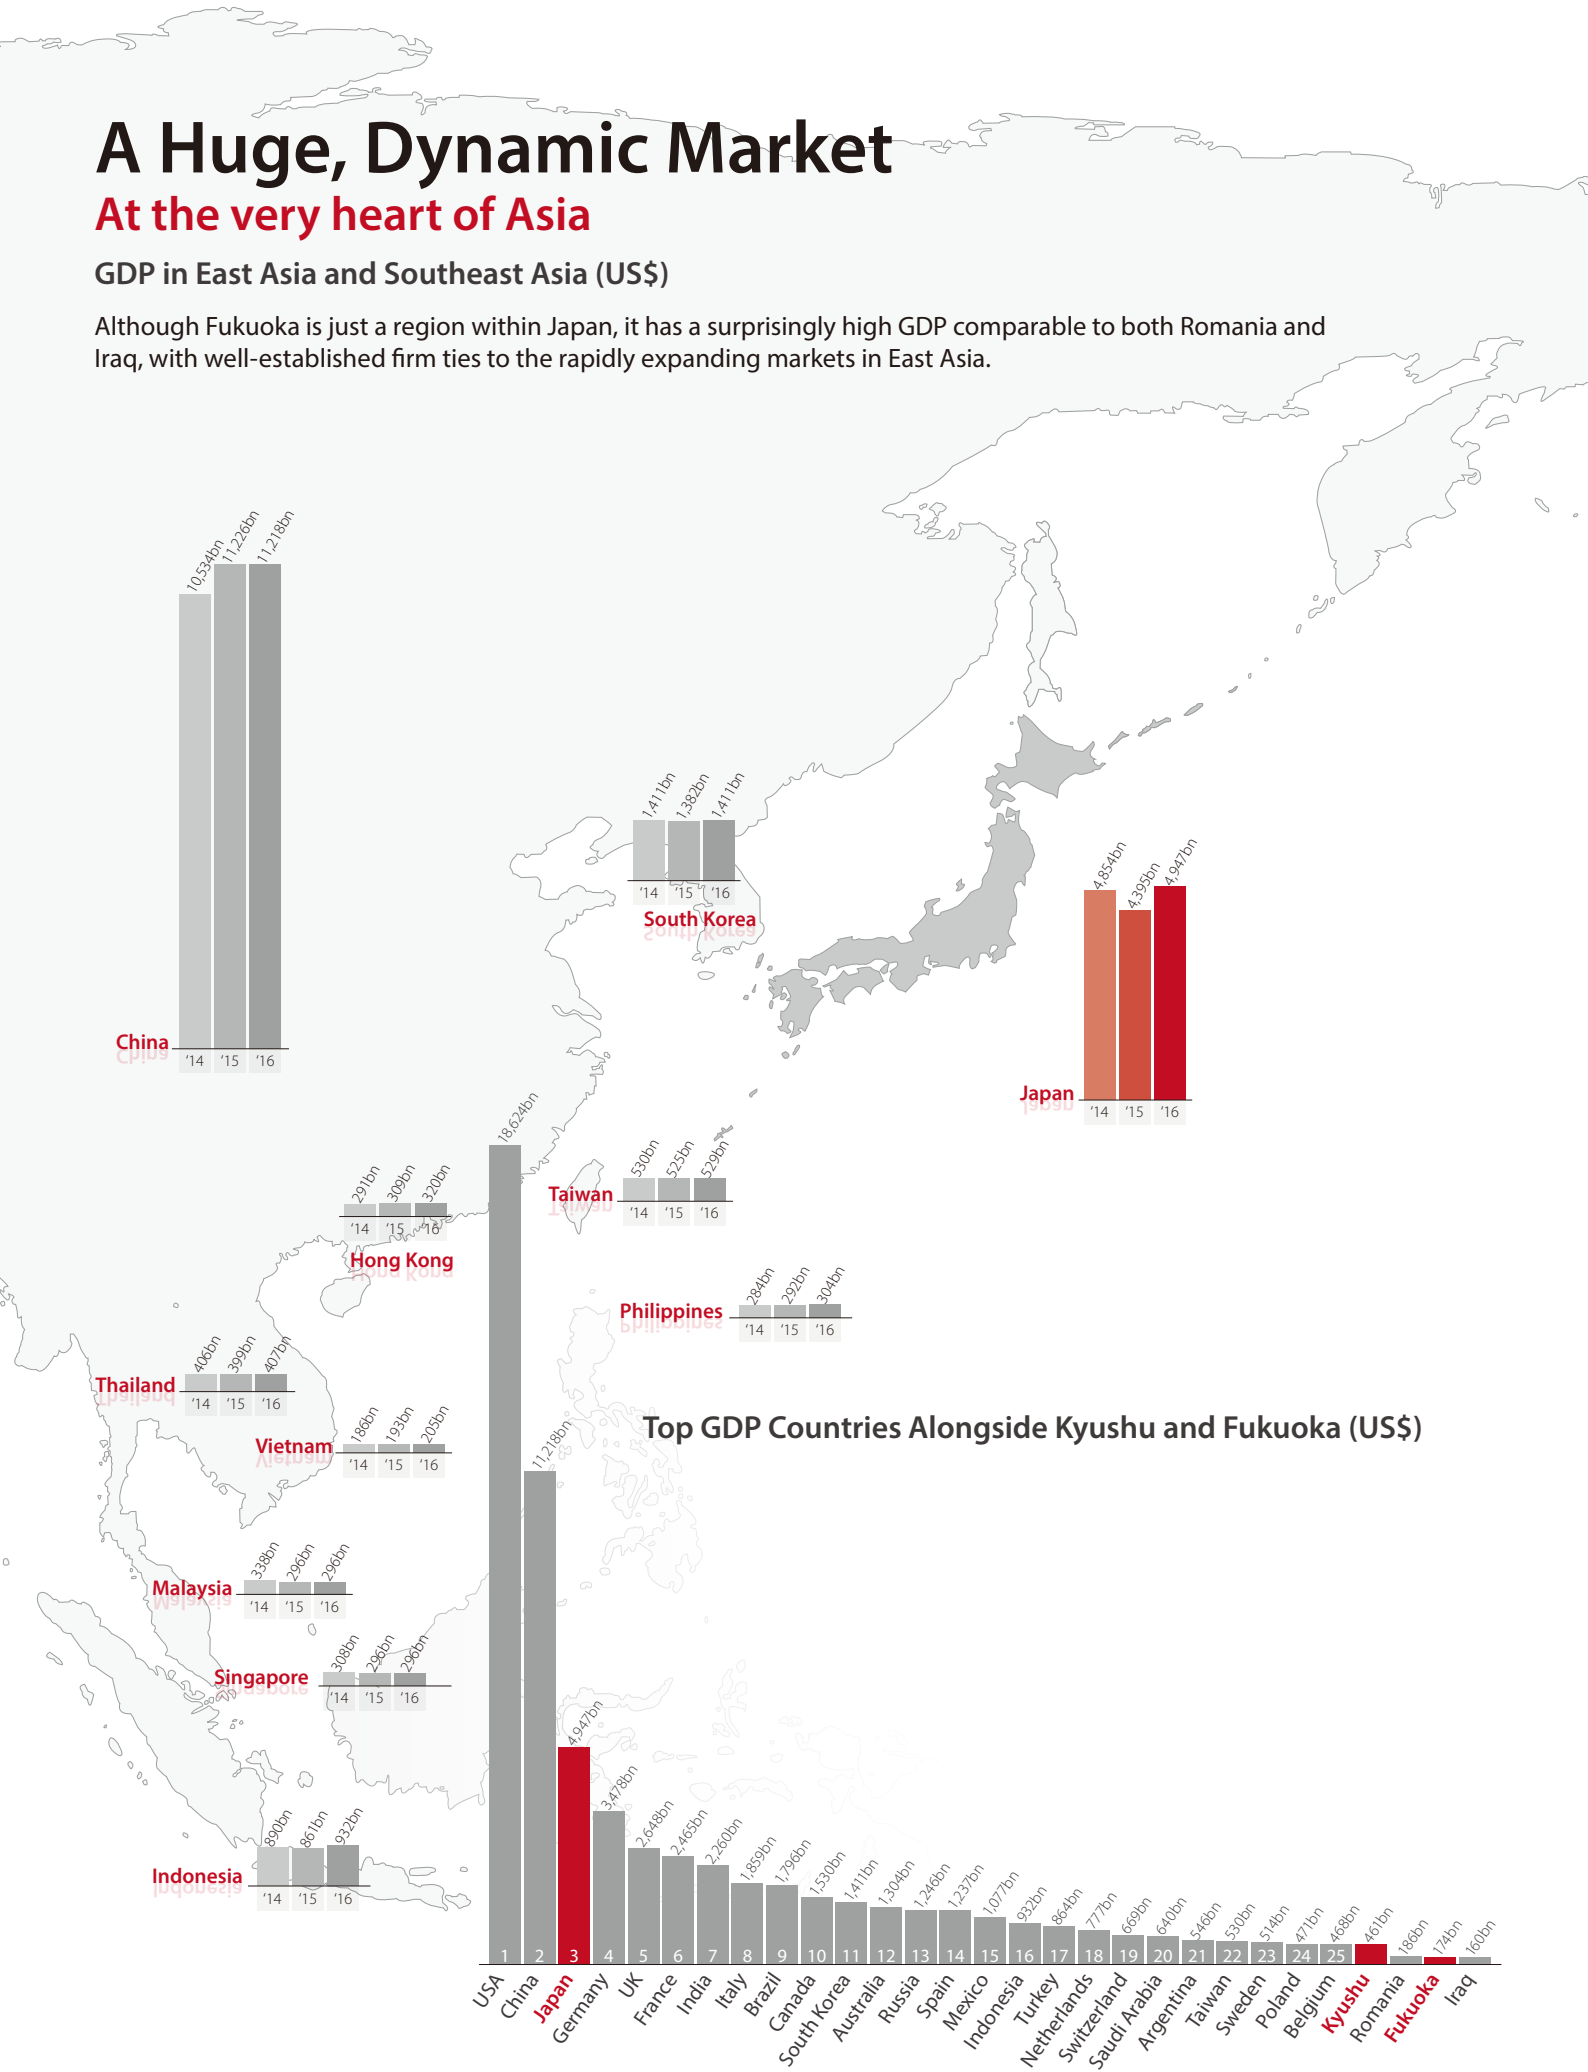 A Huge, Dynamic Market
At the very heart of Asia
GDP in East Asia and Southeast Asia (US$)
Although Fukuoka is just a region within Japan, it has a surprisingly high GDP comparable to both Romania and
Iraq, with well-established firm ties to the rapidly expanding markets in East Asia.
10,534bn 11,226bn 11,218bn
China
‘14 ‘15 ‘16
1,411bn 1,382bn 1,411bn
‘14 ‘15 ‘16
South Korea
4,854bn 4,395bn 4,947bn
Japan
‘14 ‘15 ‘16
291bn 309bn 320bn
‘14 ‘15 ‘16
Hong Kong
530bn 525bn 529bn
Taiwan
‘14 ‘15 ‘16
284bn 292bn 304bn
Philippines
‘14 ‘15 ‘16
406bn 399bn 407bn
Thailand
‘14 ‘15 ‘16
186bn 193bn 205bn
Vietnam
‘14 ‘15 ‘16
338bn 296bn 296bn
Malaysia
‘14 ‘15 ‘16
308bn 296bn 296bn
Singapore
‘14 ‘15 ‘16
890bn 861bn 932bn
Indonesia
‘14 ‘15 ‘16
Top GDP Countries Alongside Kyushu and Fukuoka (US$)
18,624bn 11,218bn 4,947bn 3,478bn 2,648bn 2,465bn 2,260bn 1,859bn 1,796bn 1,530bn 1,411bn 1,304bn 1,246bn 1,237bn 1,077bn 932bn 864bn 777bn 669bn 640bn 546bn 530bn 514bn 471bn 468bn 461bn 186bn 174bn 160bn
1 2 3 4 5 6 7 8 9 10 11 12 13 14 15 16 17 18 19 20 21 22 23 24 25
USA China Japan Germany UK France India Italy Brazil Canada South Korea Australia Russia Spain Mexico Indonesia Turkey Netherlands Switzerland Saudi Arabia Argentina Taiwan Sweden Poland Belgium Kyushu Romania Fukuoka Iraq